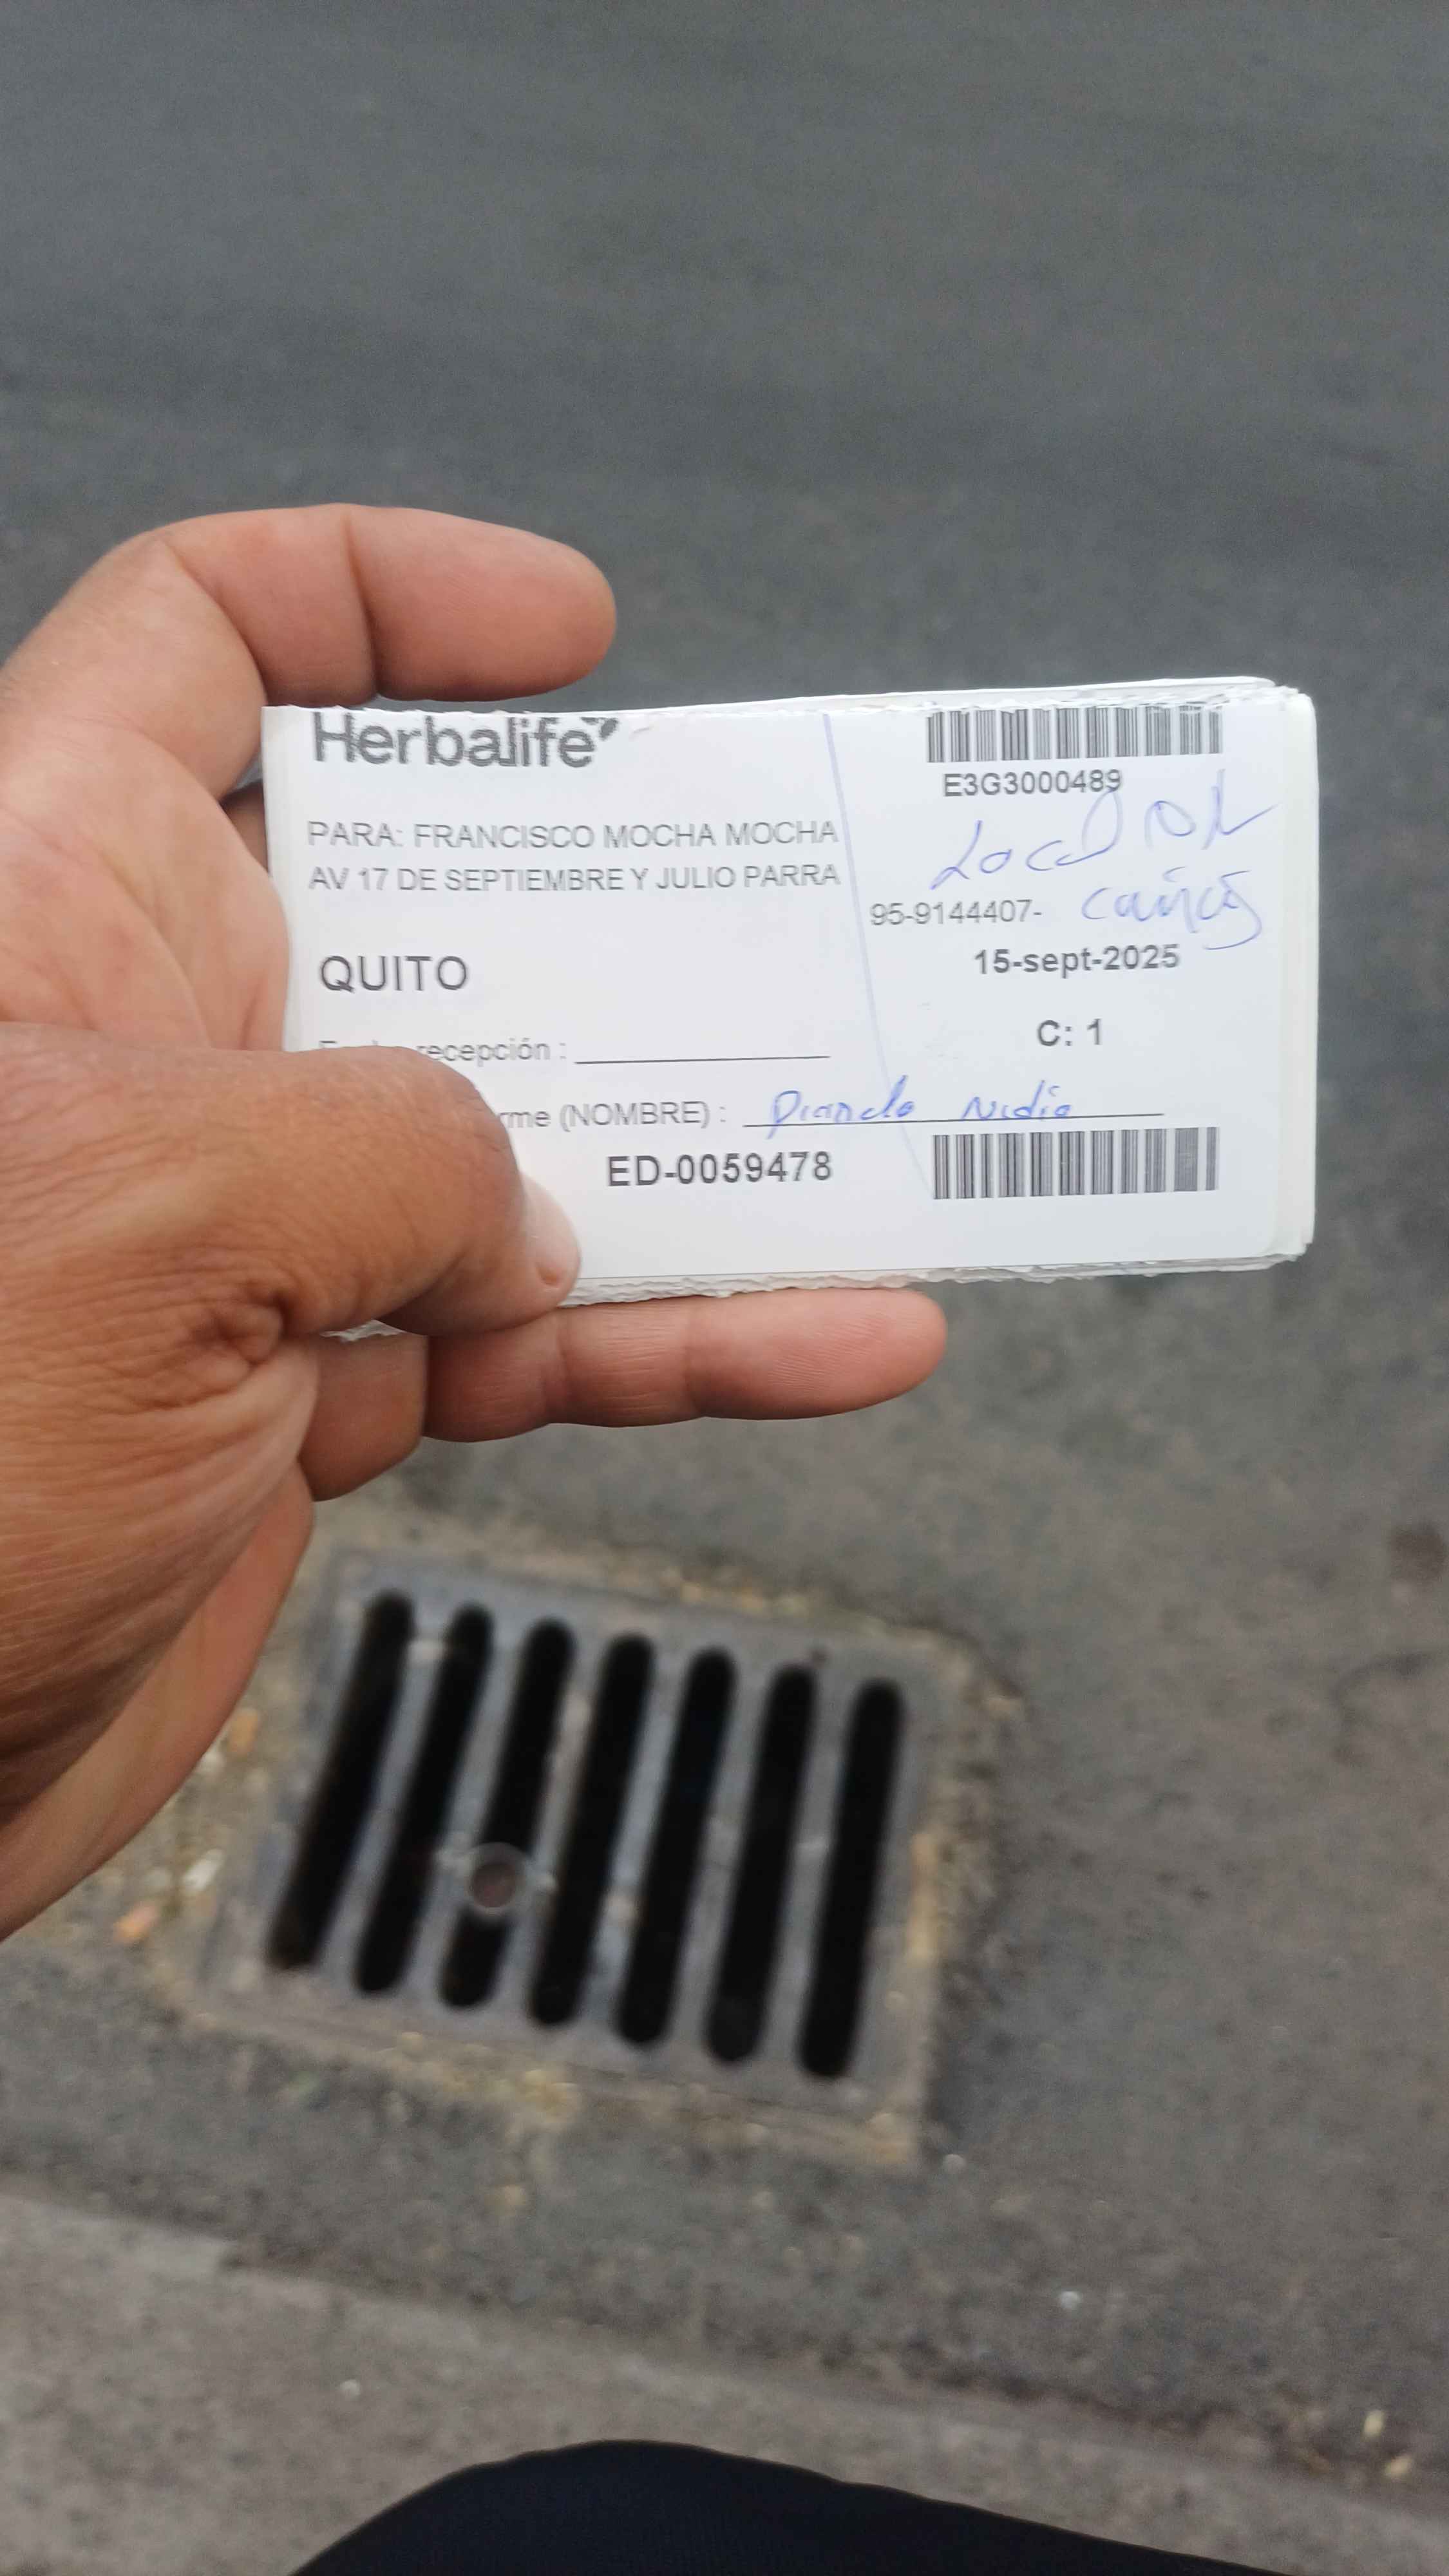 Herbalife
E3G3000489
PARA: FRANCISCO MOCHA MOCHA
Local
AV 17 DE SEPTIEMBRE Y JULIO PARRA
95-9144407-
15-sept-2025
QUITO
C: 1
recepción :
(NOMBRE) :
ED-0059478